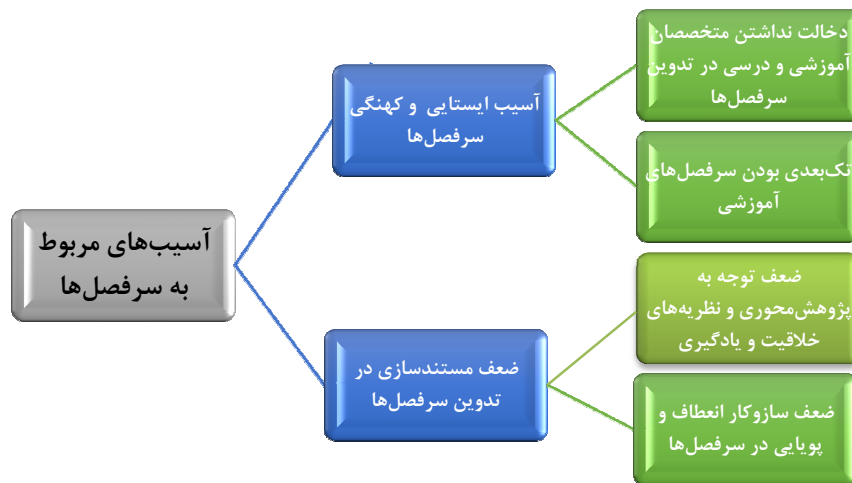 آسیب‌های مربوط
به سرفصل‌ها
آسیب ایستایی و کهنگی
سرفصل‌ها
دخالت نداشتن متخصصان
آموزشی و درسی در تدوین
سرفصل‌ها
تک‌بعدی بودن سرفصل‌های
آموزشی
ضعف مستندسازی در
تدوین سرفصل‌ها
ضعف توجه به
پژوهش‌محوری و نظریه‌های
خلاقیت و یادگیری
ضعف سازوکار انعطاف و
پویایی در سرفصل‌ها